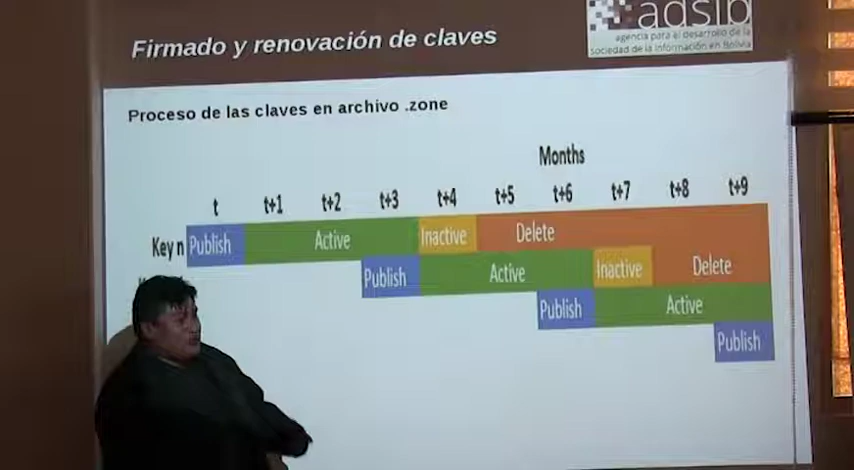 Firmado y renovación de claves
adsib
agencia para el desarrollo de la
sociedad de la información en Bolivia
Proceso de las claves en archivo .zone
Months
t t+1 t+2 t+3 t+4 t+5 t+6 t+7 t+8 t+9
Key n Publish Active Inactive Delete
Publish Active Inactive Delete
Publish Active
Publish